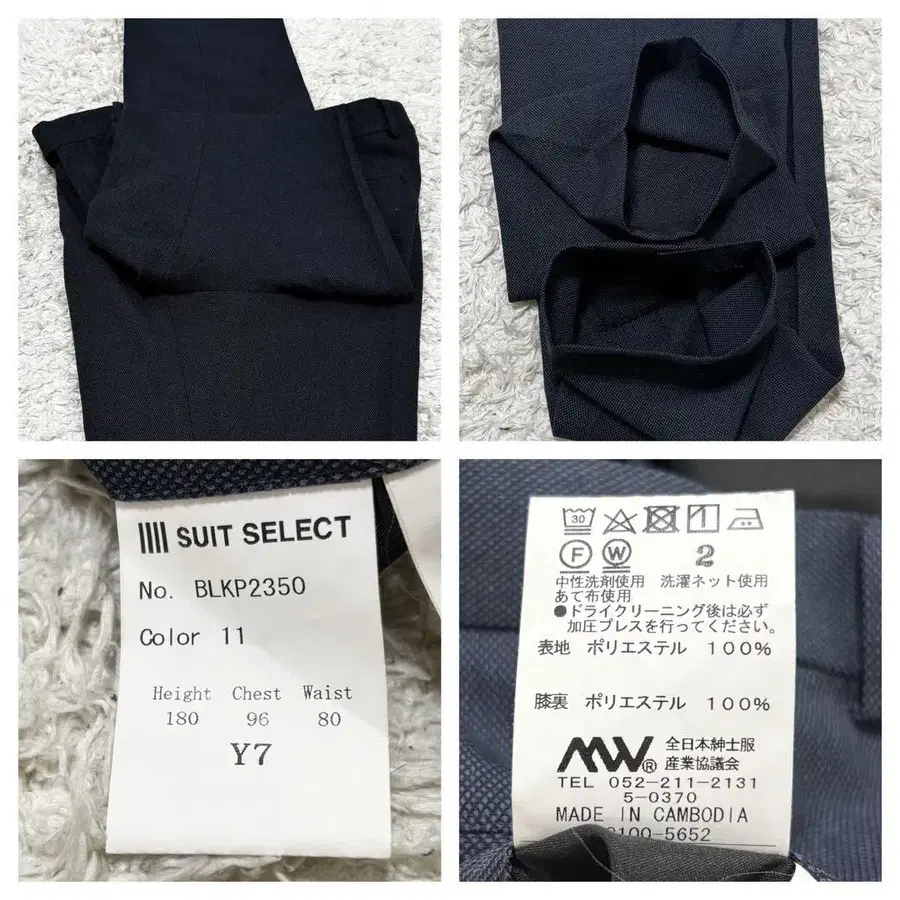 SUIT SELECT
No. BLKP2350
Color 11
Height Chest Waist
180 96 80
Y7
30
F W 2
中性洗剤使用 洗濯ネット使用
あて布使用
●ドライクリーニング後は必ず
加圧プレスを行ってください。
表地 ポリエステル 100%
膝裏 ポリエステル 100%
MW® 全日本紳士服
産業協議会
TEL 052-211-2131
5-0370
MADE IN CAMBODIA
0100-5652